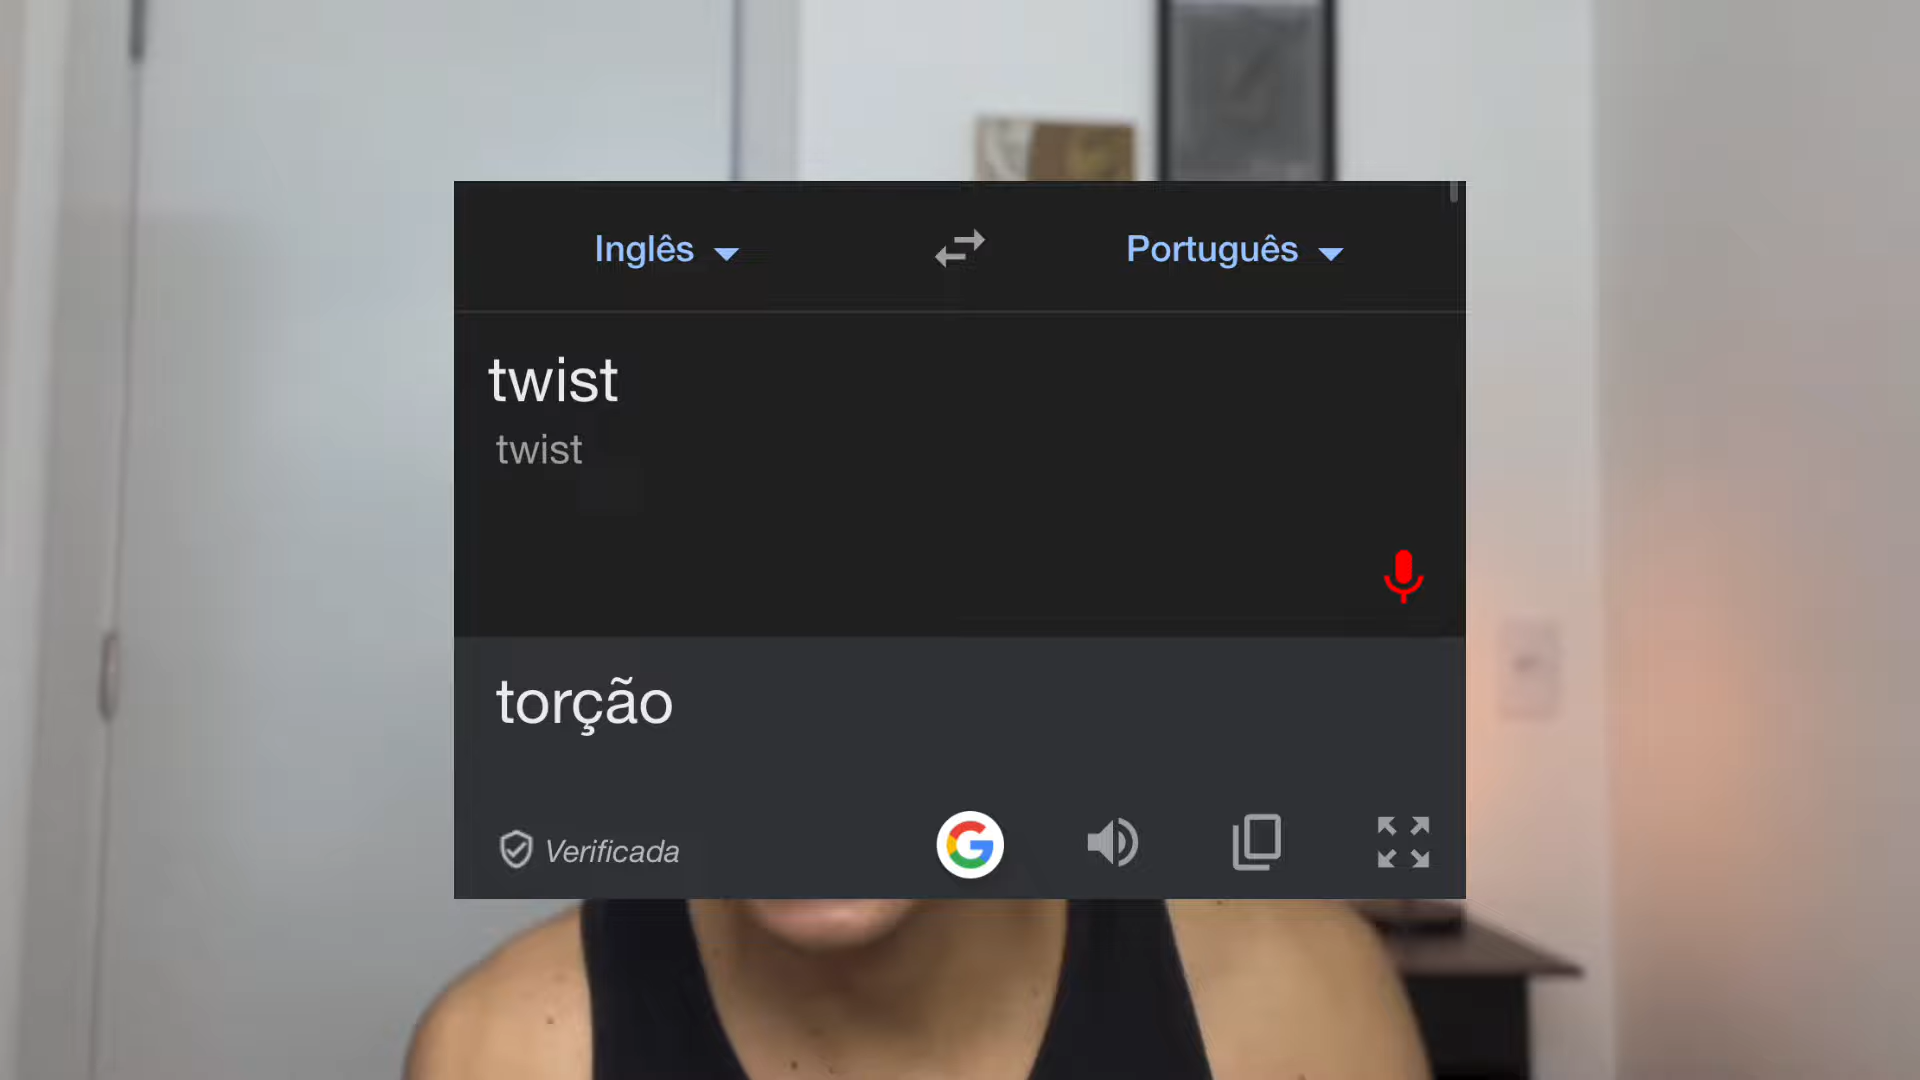 Inglês
Português
twist
twist
torção
Verificada